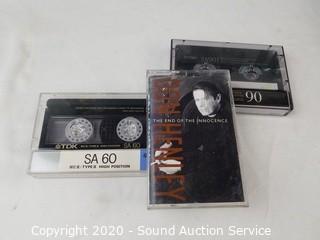 90
THE END OF THE INNOCENCE
DON HENLEY
TDK
SA 60
IEC II / TYPE II HIGH POSITION
SA 60
Copyright 2020 - Sound Auction Service